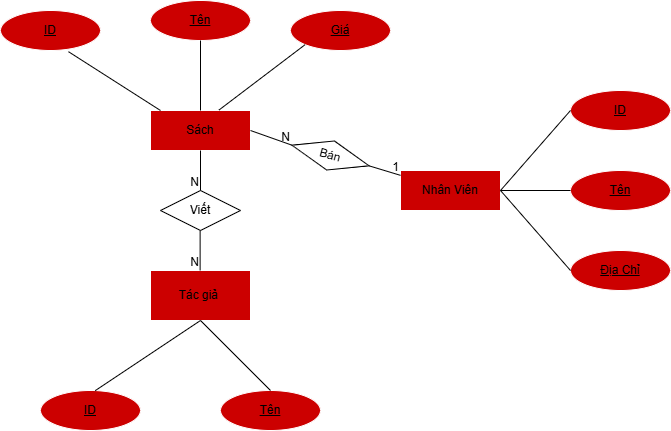 ID
Tên
Giá
Sách
N
Bán
1
Nhân Viên
ID
Tên
Địa Chỉ
N
Viết
N
Tác giả
ID
Tên